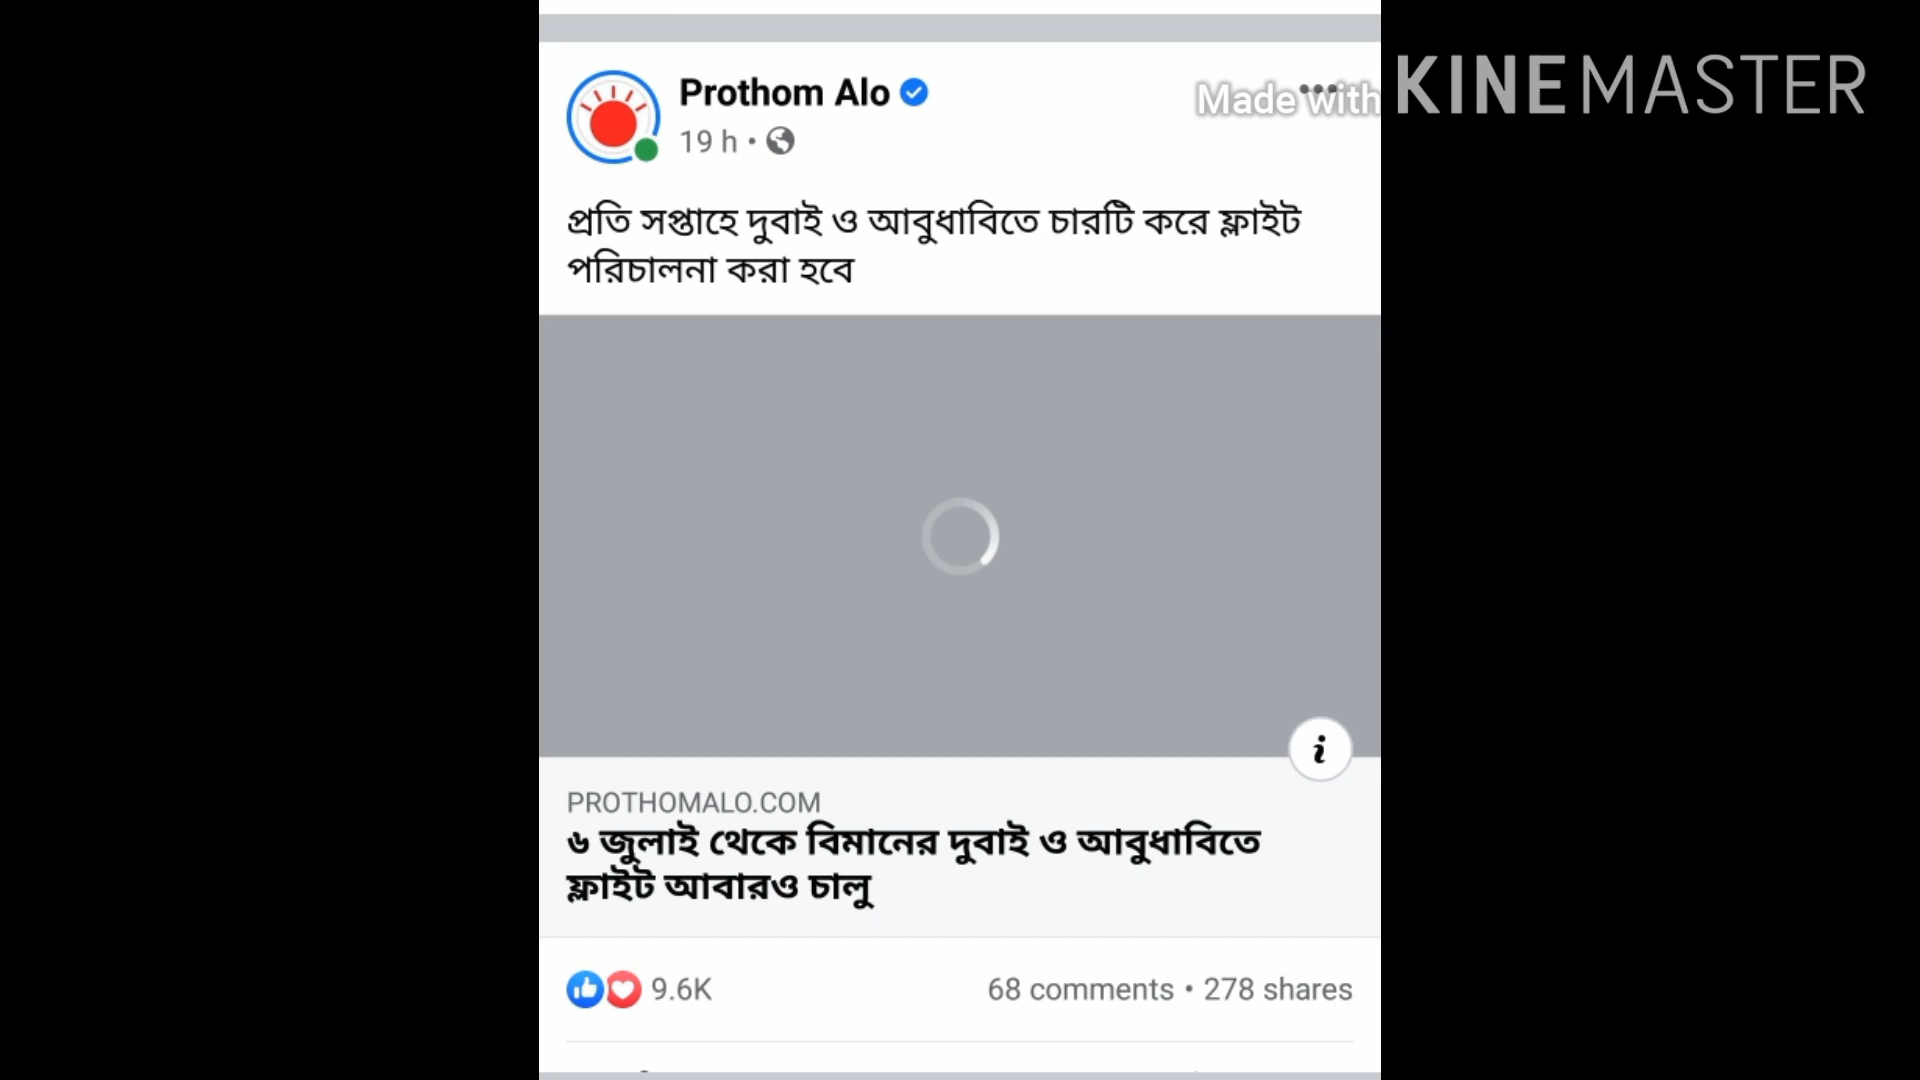 Prothom Alo
Made with KINEMASTER
19 h
প্রতি সপ্তাহে দুবাই ও আবুধাবিতে চারটি করে ফ্লাইট
পরিচালনা করা হবে
i
PROTHOMALO.COM
৬ জুলাই থেকে বিমানের দুবাই ও আবুধাবিতে
ফ্লাইট আবারও চালু
9.6K
68 comments • 278 shares